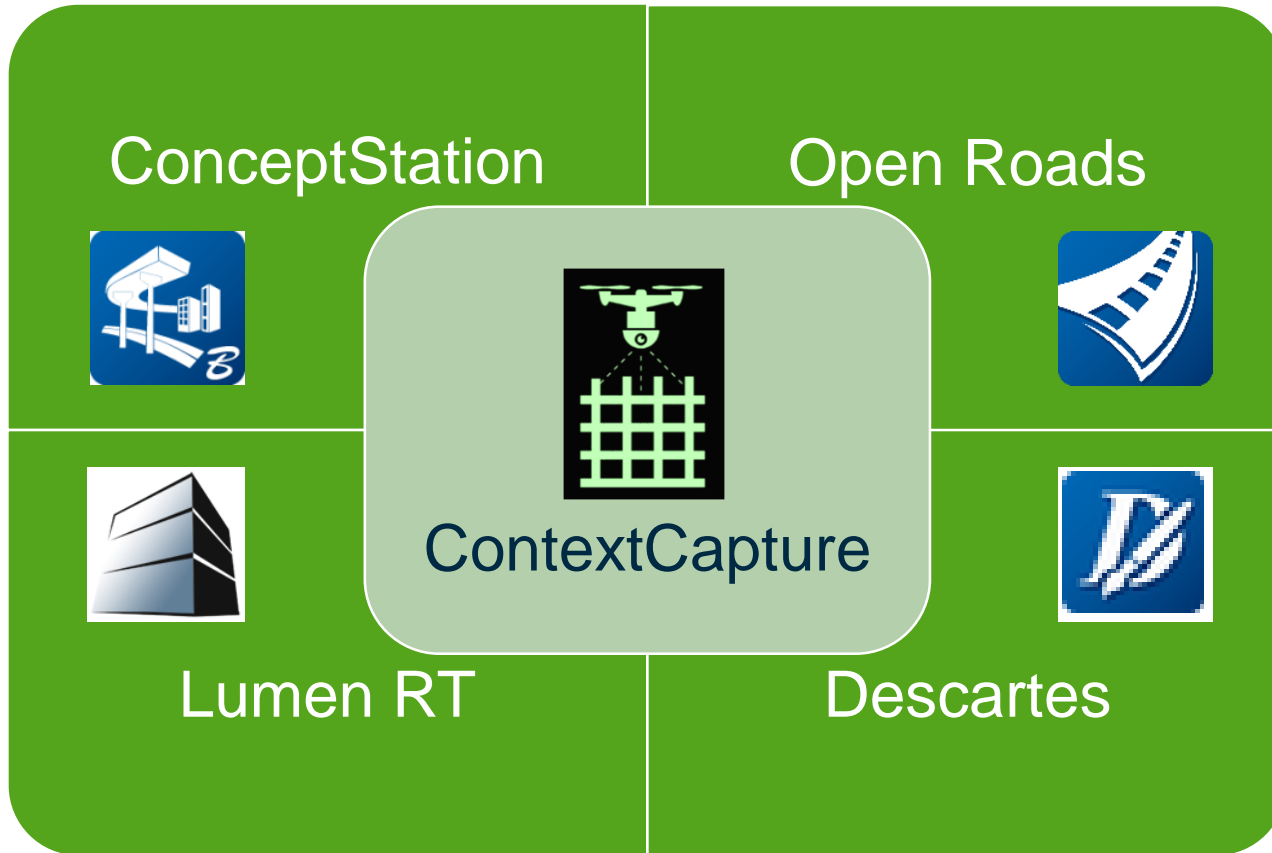 ConceptStation
Open Roads
B
ContextCapture
Lumen RT
Descartes